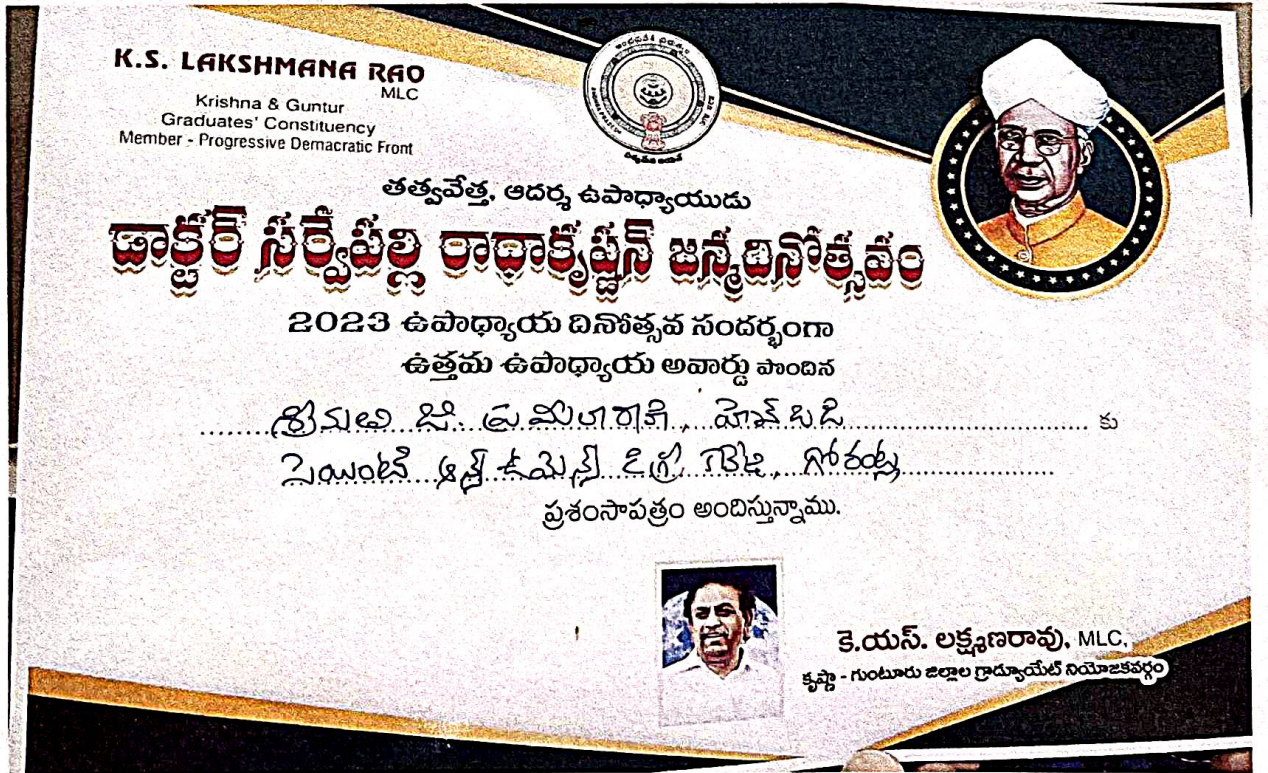 K.S. LAKSHMANA RAO
MLC
Krishna & Guntur
Graduates' Constituency
Member - Progressive Demacratic Front
తత్వవేత్త, ఆదర్శ ఉపాధ్యాయుడు
డాక్టర్ సర్వేపల్లి రాధాకృష్ణన్ జన్మదినోత్సవం
2023 ఉపాధ్యాయ దినోత్సవ సందర్భంగా
ఉత్తమ ఉపాధ్యాయ అవార్డు పొందిన
శ్రీమతి జి. ప్రమీలారాణి, కు
సెయింట్ ఆన్స్ ఉమెన్స్ డిగ్రీ గోరంట్ల
ప్రశంసాపత్రం అందిస్తున్నాము.
కె.యస్. లక్ష్మణరావు, MLC,
కృష్ణా - గుంటూరు జిల్లాల గ్రాడ్యూయేట్ నియోజకవర్గం